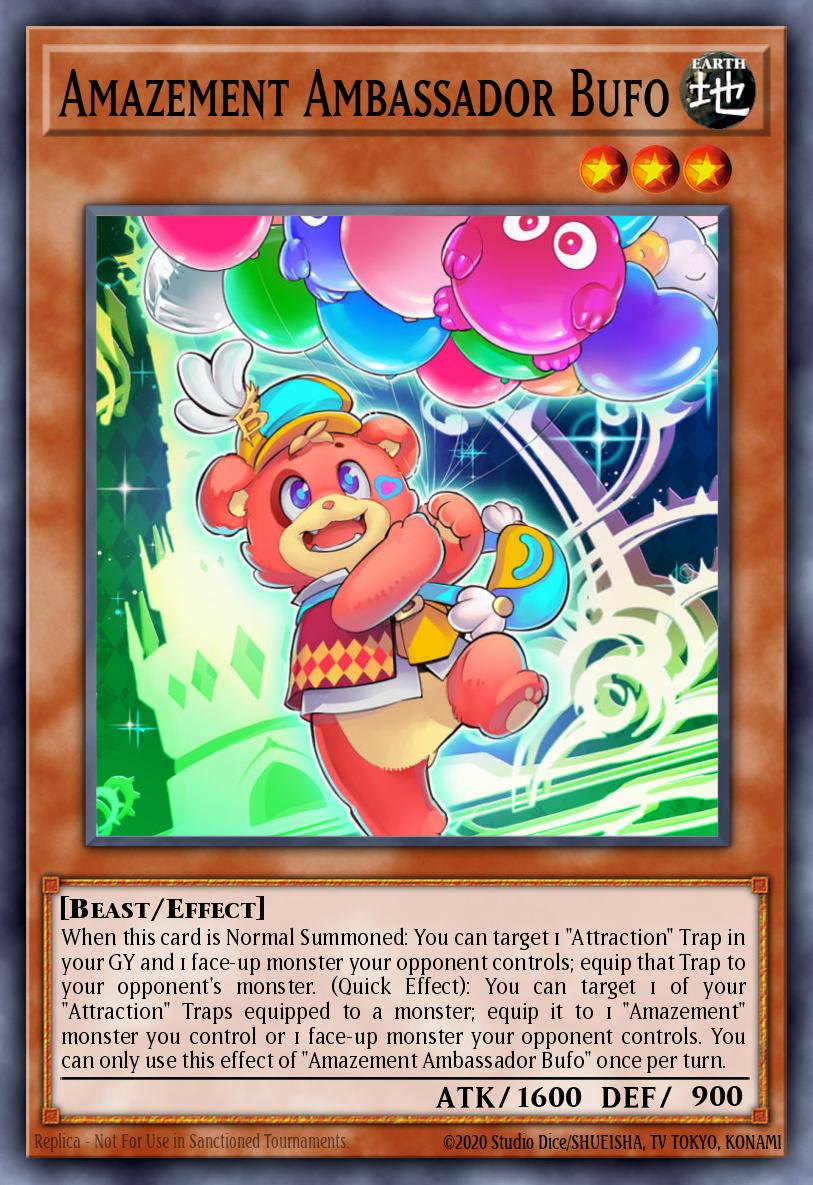 Amazement Ambassador Bufo
EARTH
地
B
[Beast/Effect]
When this card is Normal Summoned: You can target 1 "Attraction" Trap in
your GY and 1 face-up monster your opponent controls; equip that Trap to
your opponent's monster. (Quick Effect): You can target 1 of your
"Attraction" Traps equipped to a monster; equip it to 1 "Amazement"
monster you control or 1 face-up monster your opponent controls. You
can only use this effect of "Amazement Ambassador Bufo" once per turn.
ATK/1600 DEF/ 900
Replica - Not For Use in Sanctioned Tournaments.
©2020 Studio Dice/SHUEISHA, TV TOKYO, KONAMI